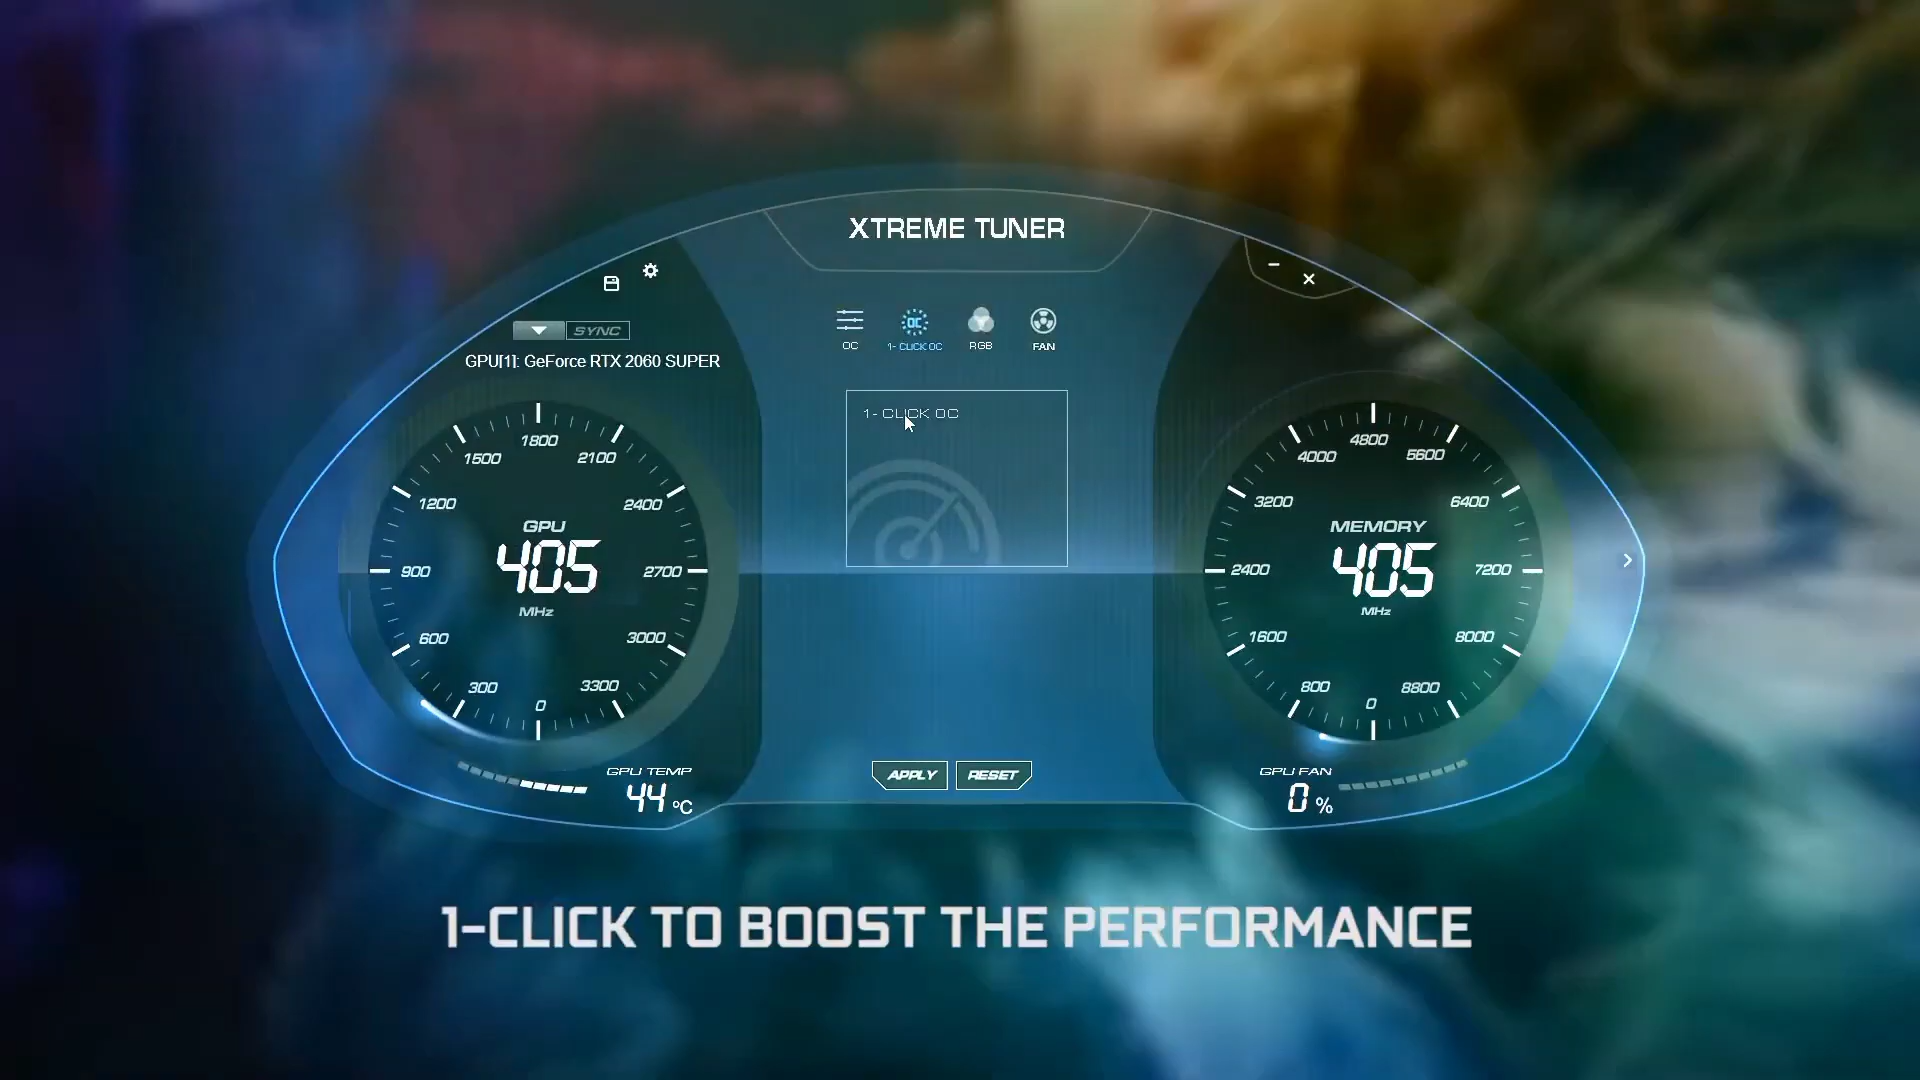 XTREME TUNER
SYNC
GPU[1]: GeForce RTX 2060 SUPER
OC
1- CLICK OC
RGB
FAN
1- CLICK OC
0
300
600
900
1200
1500
1800
2100
2400
2700
3000
3300
GPU
405
MHz
0
800
1600
2400
3200
4000
4800
5600
6400
7200
8000
8800
MEMORY
405
MHz
GPU TEMP
44 °C
APPLY
RESET
GPU FAN
0 %
1-CLICK TO BOOST THE PERFORMANCE